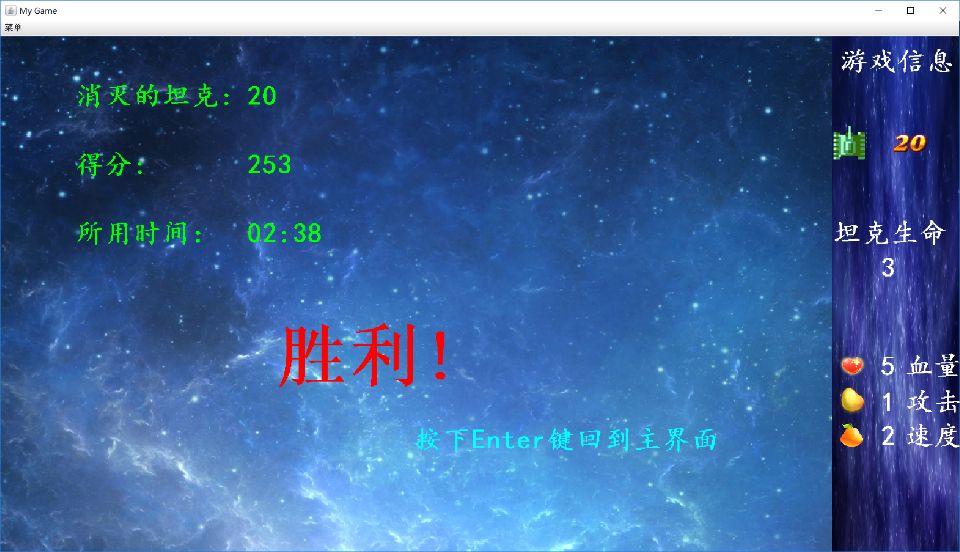 My Game
菜单
消灭的坦克: 20
得分: 253
所用时间: 02:38
胜利!
按下Enter键回到主界面
游戏信息
20
坦克生命
3
5 血量
1 攻击
2 速度